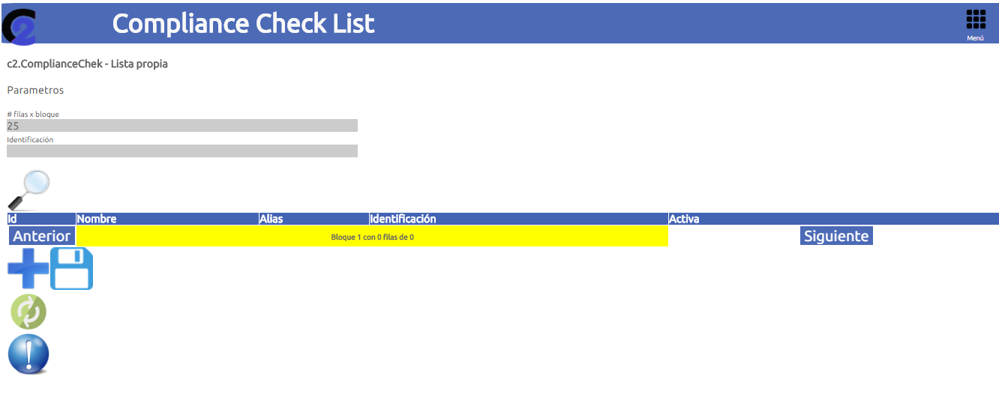 C2
Compliance Check List
Menú
c2.ComplianceChek - Lista propia
Parametros
# filas x bloque
25
Identificación
Id Nombre Alias Identificación Activa
Anterior Bloque 1 con 0 filas de 0 Siguiente